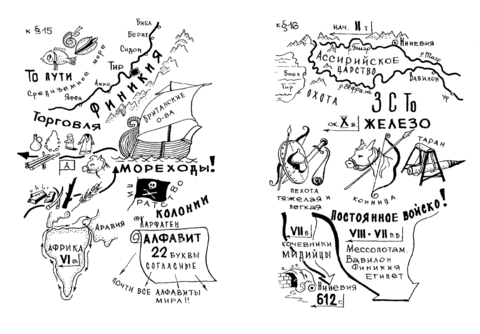 к §15
Библ
Берит
Сидон
Тир
Акко
Яффа
То пути
Средиземное море
ФИНИКИЯ
Торговля
БРИТАНСКИЕ
О-ВА
А
МОРЕХОДЫ!
ПИРАТСТВО
КОЛОНИИ
КАРФАГЕН
Аравия
АФРИКА
VI в
АЛФАВИТ
22 БУКВЫ
СОГЛАСНЫЕ
ПОЧТИ ВСЕ АЛФАВИТЫ
МИРА!!
к §16
НАЧ. II т
Ниневия
р. Тигр
АССИРИЙСКОЕ
ЦАРСТВО
Вавилон
Библ
Тир
р. Евфрат
Ур
ОХОТА
З С То
ок. X в
ЖЕЛЕЗО
ТАРАН
ПЕХОТА
ТЯЖЕЛАЯ и
ЛЕГКАЯ
КОННИЦА
ПОСТОЯННОЕ ВОЙСКО!
VII в
КОЧЕВНИКИ
МИДИЙЦЫ
VIII - VII в.в
Месопотам.
Вавилон
Финикия
Египет
Ниневия
612 г.